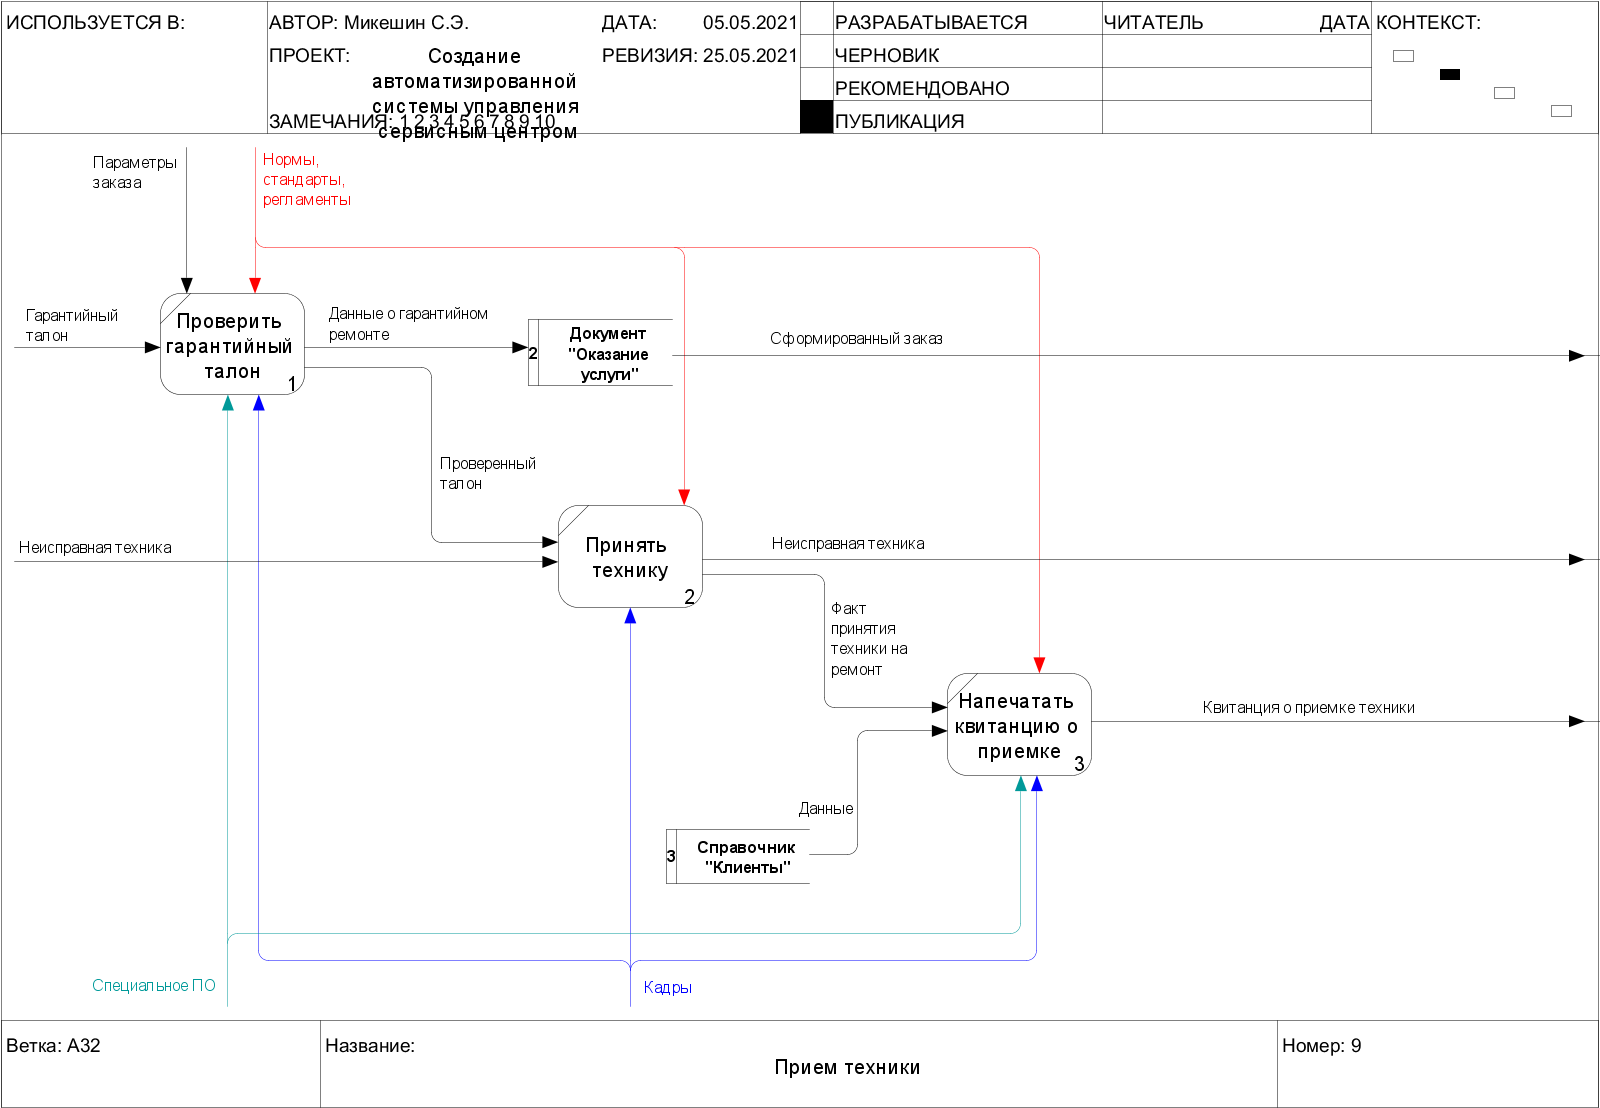 ИСПОЛЬЗУЕТСЯ В:
АВТОР: Микешин С.Э.
ДАТА: 05.05.2021
ПРОЕКТ:
Создание
автоматизированной
системы управления
сервисным центром
РЕВИЗИЯ: 25.05.2021
ЗАМЕЧАНИЯ: 1 2 3 4 5 6 7 8 9 10
РАЗРАБАТЫВАЕТСЯ
ЧЕРНОВИК
РЕКОМЕНДОВАНО
ПУБЛИКАЦИЯ
ЧИТАТЕЛЬ
ДАТА
КОНТЕКСТ:
Параметры
заказа
Нормы,
стандарты,
регламенты
Гарантийный
талон
Проверить
гарантийный
талон
1
Данные о гарантийном
ремонте
2
Документ
"Оказание
услуги"
Сформированный заказ
Проверенный
талон
Неисправная техника
Принять
технику
2
Неисправная техника
Факт
принятия
техники на
ремонт
Напечатать
квитанцию о
приемке
3
Квитанция о приемке техники
Данные
3
Справочник
"Клиенты"
Специальное ПО
Кадры
Ветка: A32
Название:
Прием техники
Номер: 9